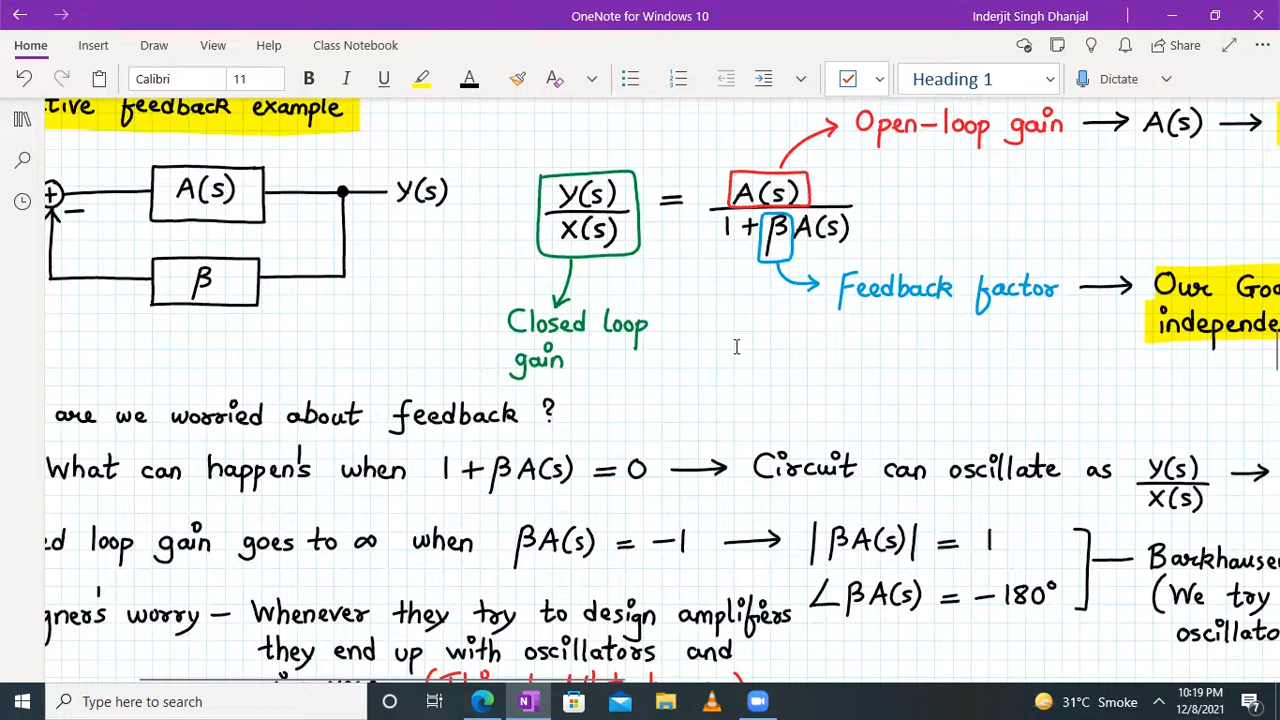 OneNote for Windows 10
Inderjit Singh Dhanjal
Home Insert Draw View Help Class Notebook
Share
Calibri 11 B I U A A Heading 1 Dictate
tive feedback example
Open-loop gain → A(s) →
+ A(s) Y(s)
−
β
Y(s)/X(s) = A(s)/1+βA(s)
Feedback factor → Our Goa
independe
Closed loop
gain
are we worried about feedback ?
What can happen's when 1+βA(s) = 0 → Circuit can oscillate as Y(s)/X(s) →
ed loop gain goes to ∞ when βA(s) = -1 → |βA(s)| = 1
∠βA(s) = -180°
Barkhausen
(We try
oscillato
gner's worry - Whenever they try to design amplifiers
they end up with oscillators and
Type here to search
31°C Smoke
10:19 PM
12/8/2021
7